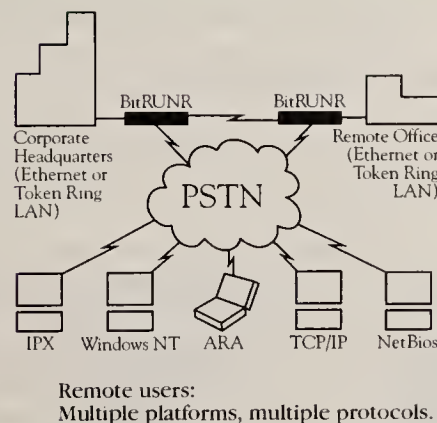 BitRUNR
BitRUNR
Corporate
Headquarters
(Ethernet or
Token Ring
LAN)
Remote Office
(Ethernet or
Token Ring
LAN)
PSTN
IPX
Windows NT
ARA
TCP/IP
NetBios
Remote users:
Multiple platforms, multiple protocols.